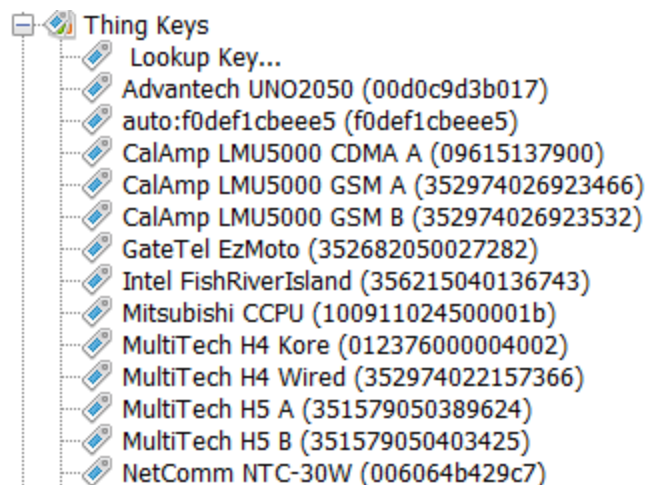 Thing Keys
Lookup Key...
Advantech UNO2050 (00d0c9d3b017)
auto:f0def1cbeee5 (f0def1cbeee5)
CalAmp LMU5000 CDMA A (09615137900)
CalAmp LMU5000 GSM A (352974026923466)
CalAmp LMU5000 GSM B (352974026923532)
GateTel EzMoto (352682050027282)
Intel FishRiverIsland (356215040136743)
Mitsubishi CCPU (100911024500001b)
MultiTech H4 Kore (012376000004002)
MultiTech H4 Wired (352974022157366)
MultiTech H5 A (351579050389624)
MultiTech H5 B (351579050403425)
NetComm NTC-30W (006064b429c7)